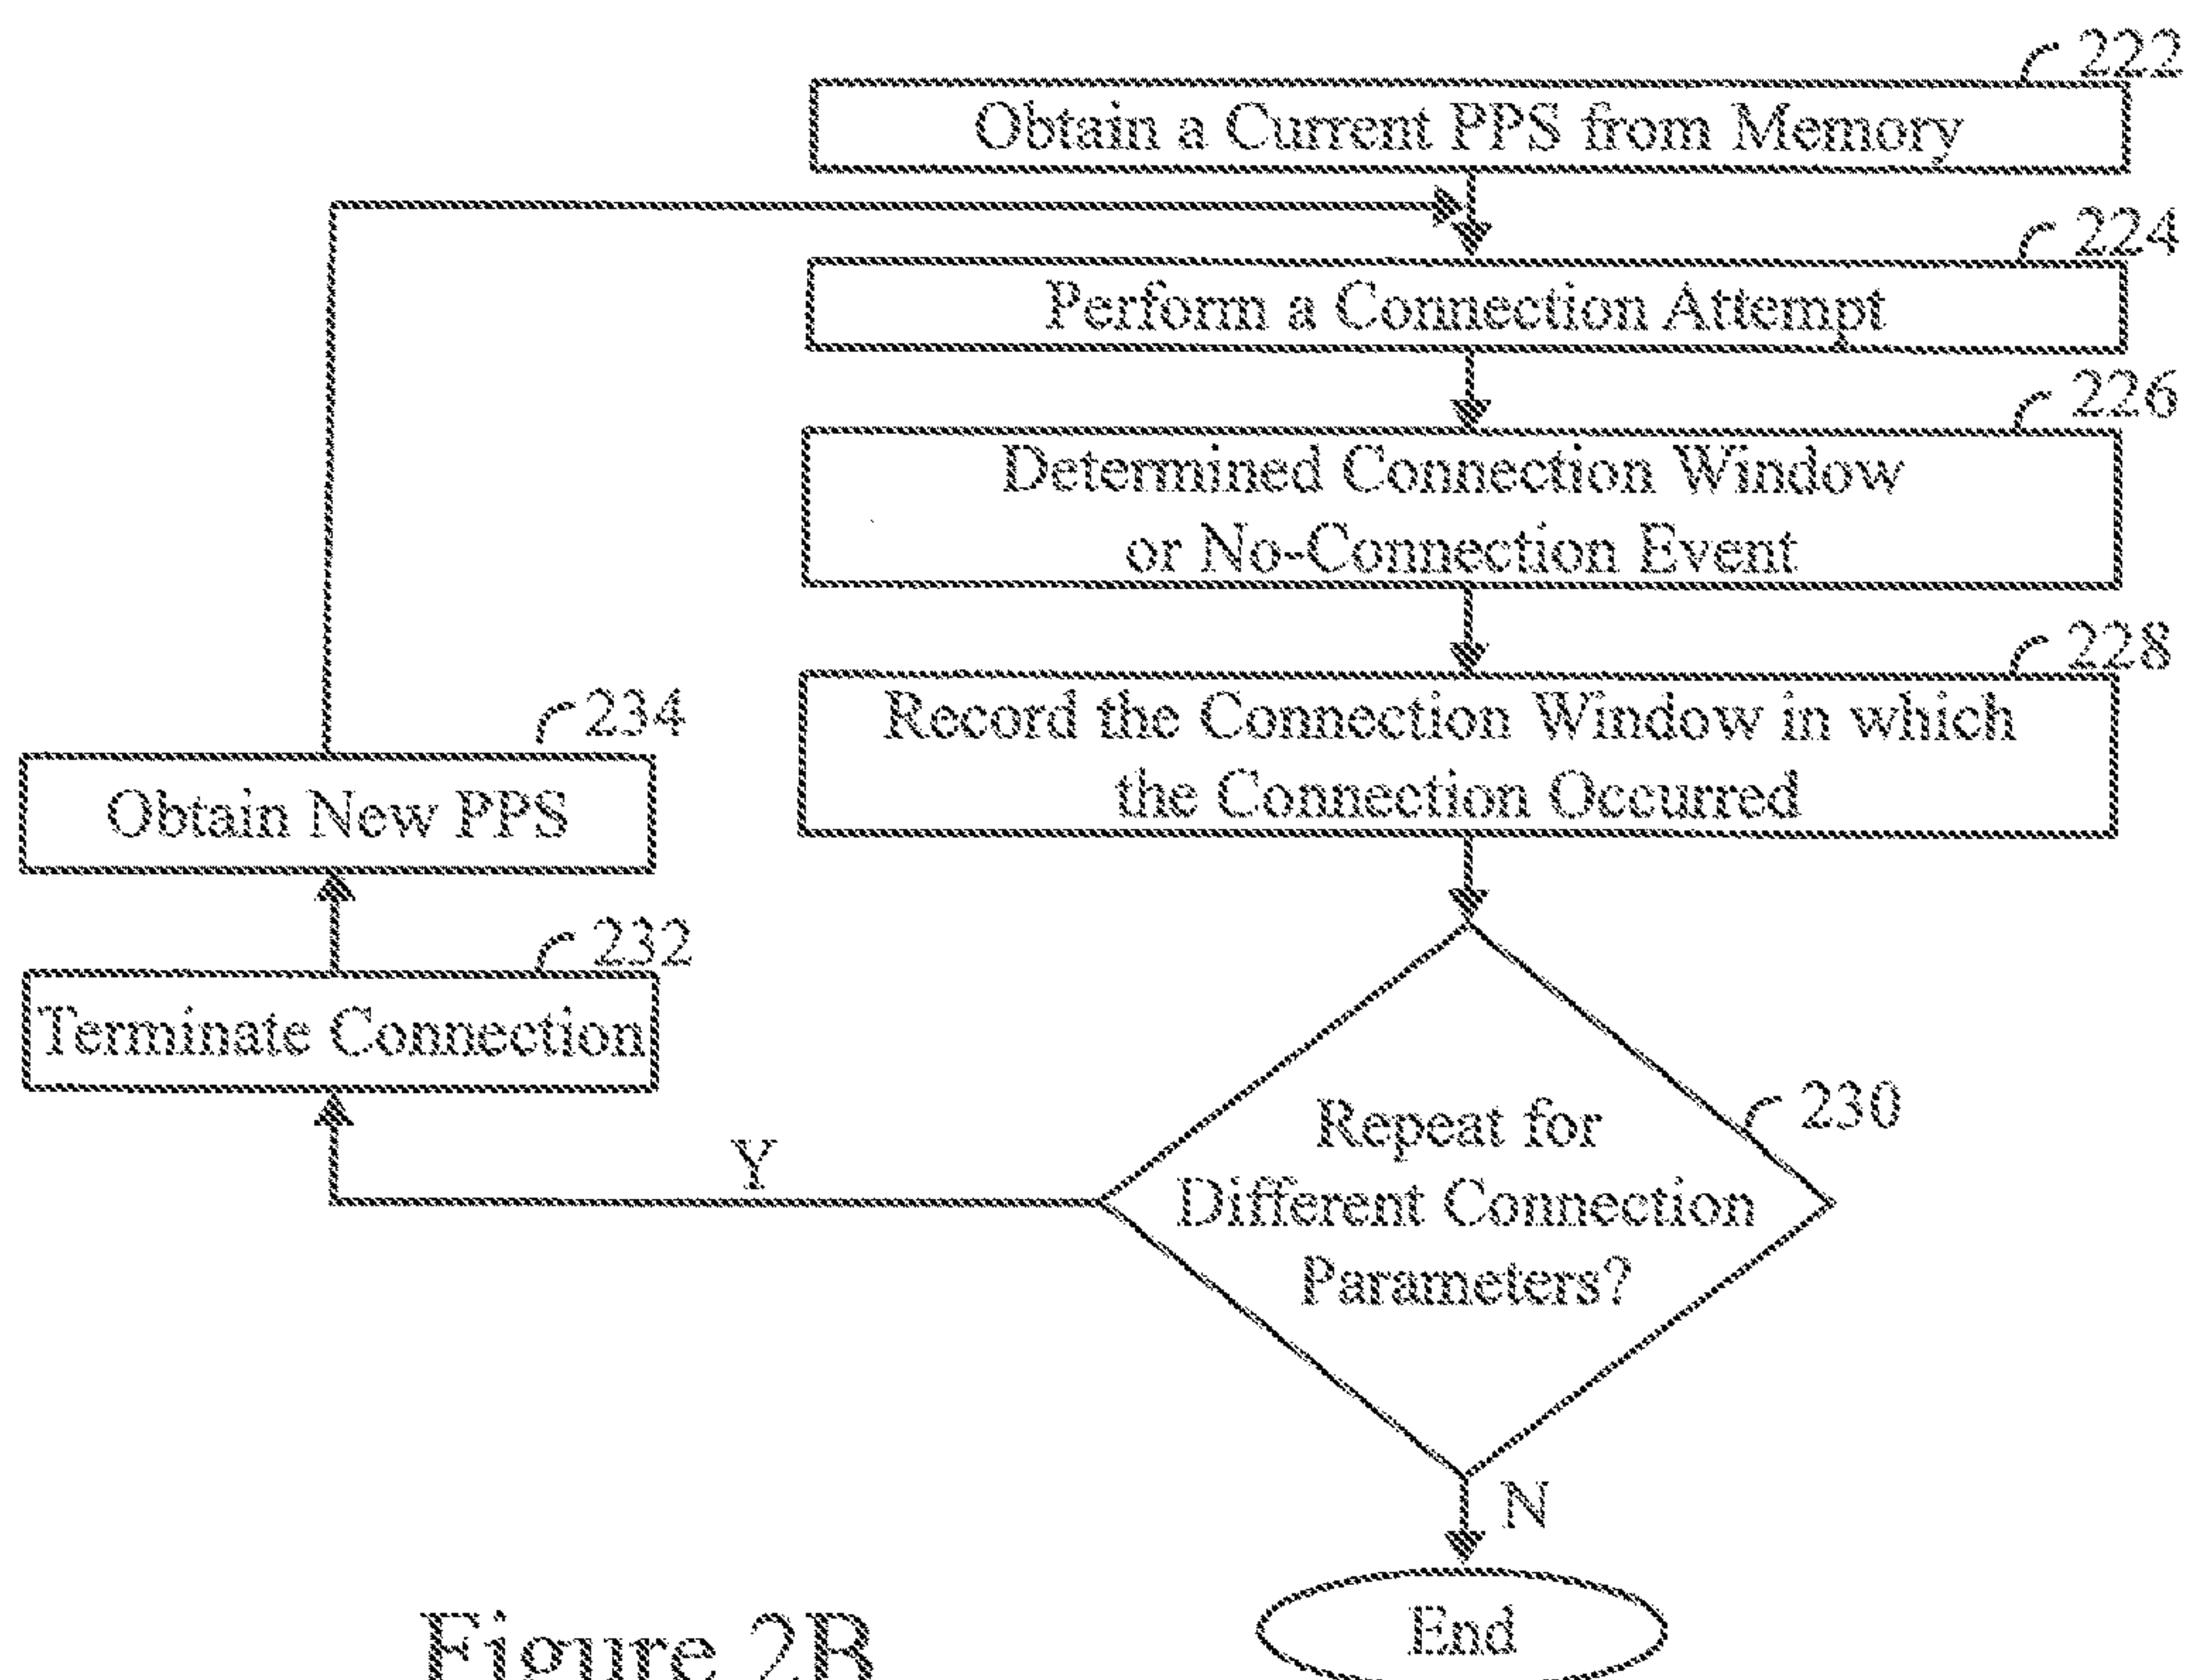 222
Obtain a Current PPS from Memory
224
Perform a Connection Attempt
226
Determined Connection Window
or No-Connection Event
228
Record the Connection Window in which
the Connection Occurred
234
Obtain New PPS
232
Terminate Connection
230
Repeat for
Different Connection
Parameters?
Y
N
End
Figure 2B